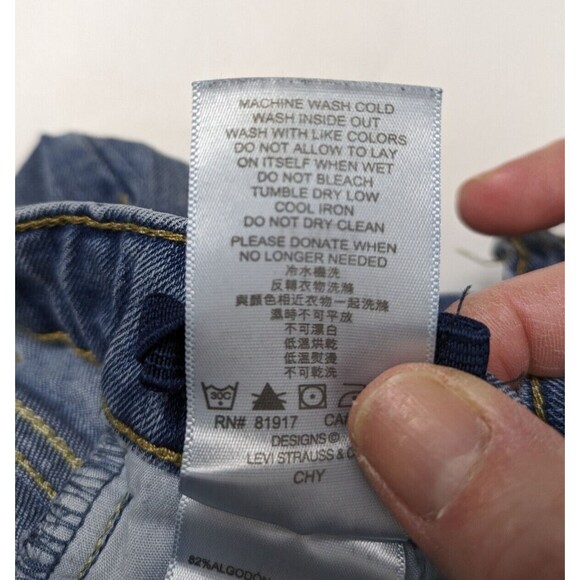 MACHINE WASH COLD
WASH INSIDE OUT
WASH WITH LIKE COLORS
DO NOT ALLOW TO LAY
ON ITSELF WHEN WET
DO NOT BLEACH
TUMBLE DRY LOW
COOL IRON
DO NOT DRY CLEAN
PLEASE DONATE WHEN
NO LONGER NEEDED
冷水機洗
反轉衣物洗滌
與顏色相近衣物一起洗滌
濕時不可平放
不可漂白
低溫烘乾
低溫熨燙
不可乾洗
30C
RN# 81917
DESIGNS ©
LEVI STRAUSS &
CHY